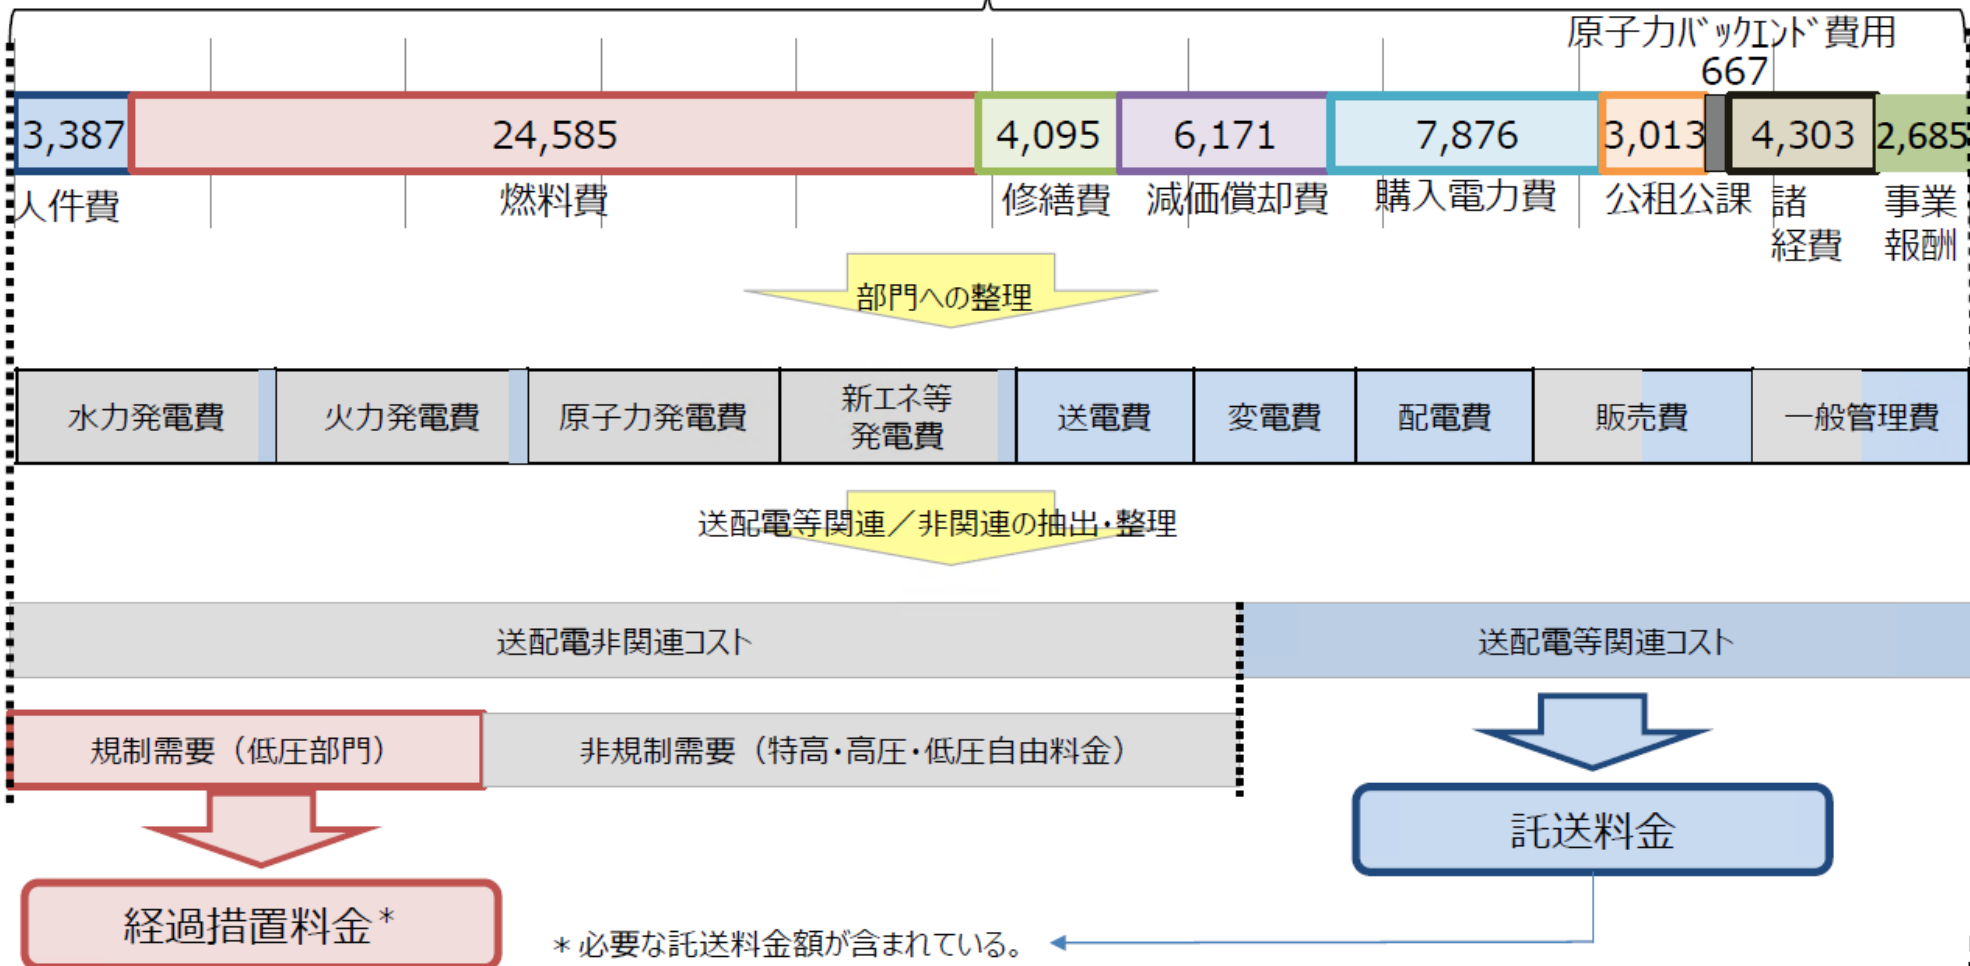 原子力バックエンド費用
667
3,387
24,585
4,095
6,171
7,876
3,013
4,303
2,685
人件費
燃料費
修繕費
減価償却費
購入電力費
公租公課
諸
経費
事業
報酬
部門への整理
水力発電費
火力発電費
原子力発電費
新エネ等
発電費
送電費
変電費
配電費
販売費
一般管理費
送配電等関連／非関連の抽出・整理
送配電非関連コスト
送配電等関連コスト
規制需要（低圧部門）
非規制需要（特高・高圧・低圧自由料金）
託送料金
経過措置料金*
*必要な託送料金額が含まれている。